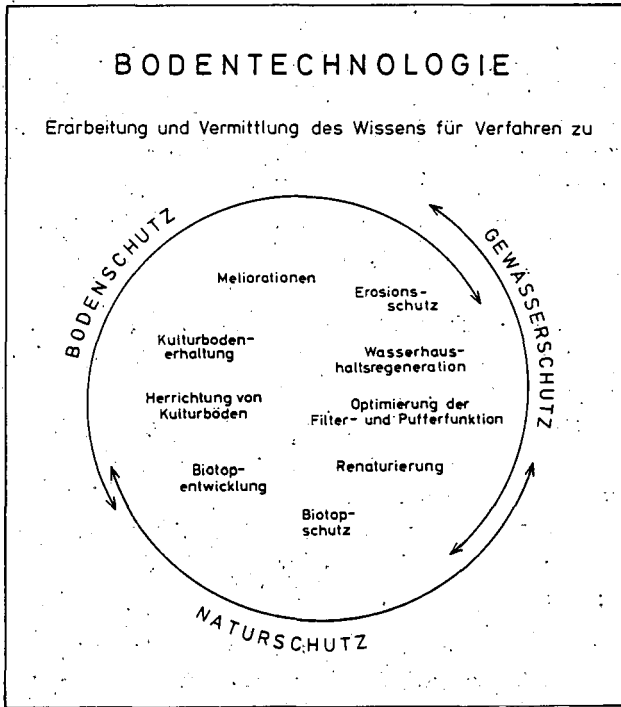 BODENTECHNOLOGIE
Erarbeitung und Vermittlung des Wissens für Verfahren zu
BODENSCHUTZ
GEWÄSSERSCHUTZ
Meliorationen
Erosions-
schutz
Kulturboden-
erhaltung
Wasserhaus-
haltsregeneration
Herrichtung von
Kulturböden
Optimierung der
Filter- und Pufferfunktion
Biotop-
entwicklung
Renaturierung
Biotop-
schutz
NATURSCHUTZ